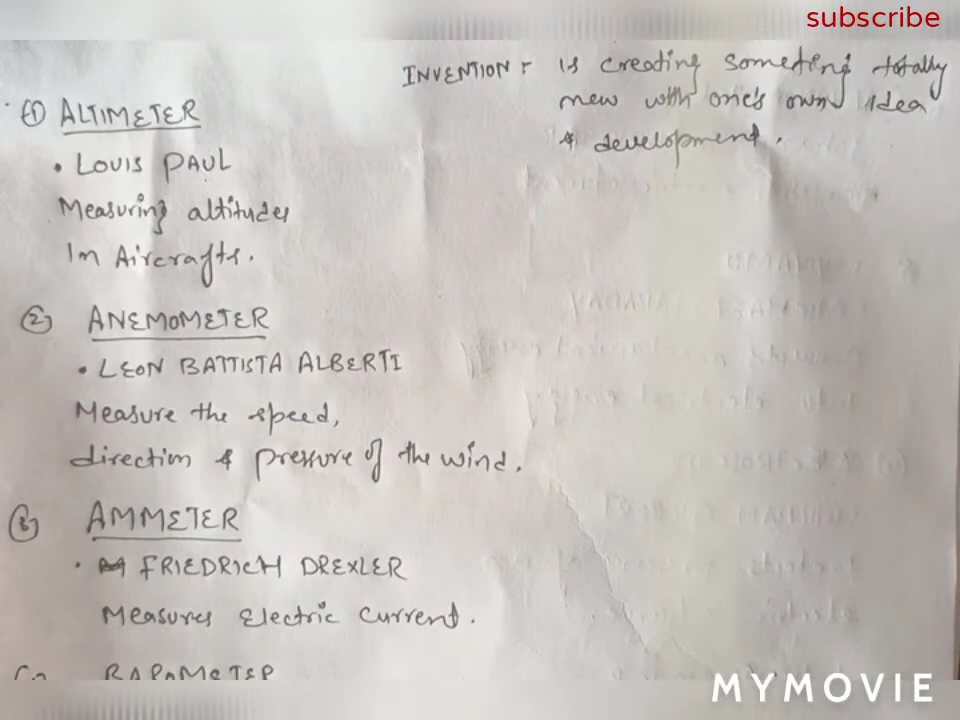 subscribe
INVENTION : is creating something totally
new with one's own Idea
& development.
(1) ALTIMETER
• LOUIS PAUL
Measuring altitudes
In Aircrafts.
(2) ANEMOMETER
• LEON BATTISTA ALBERTI
Measure the speed,
direction & pressure of the wind.
(3) AMMETER
• FRIEDRICH DREXLER
Measures Electric Current.
BAROMETER
MYMOVIE